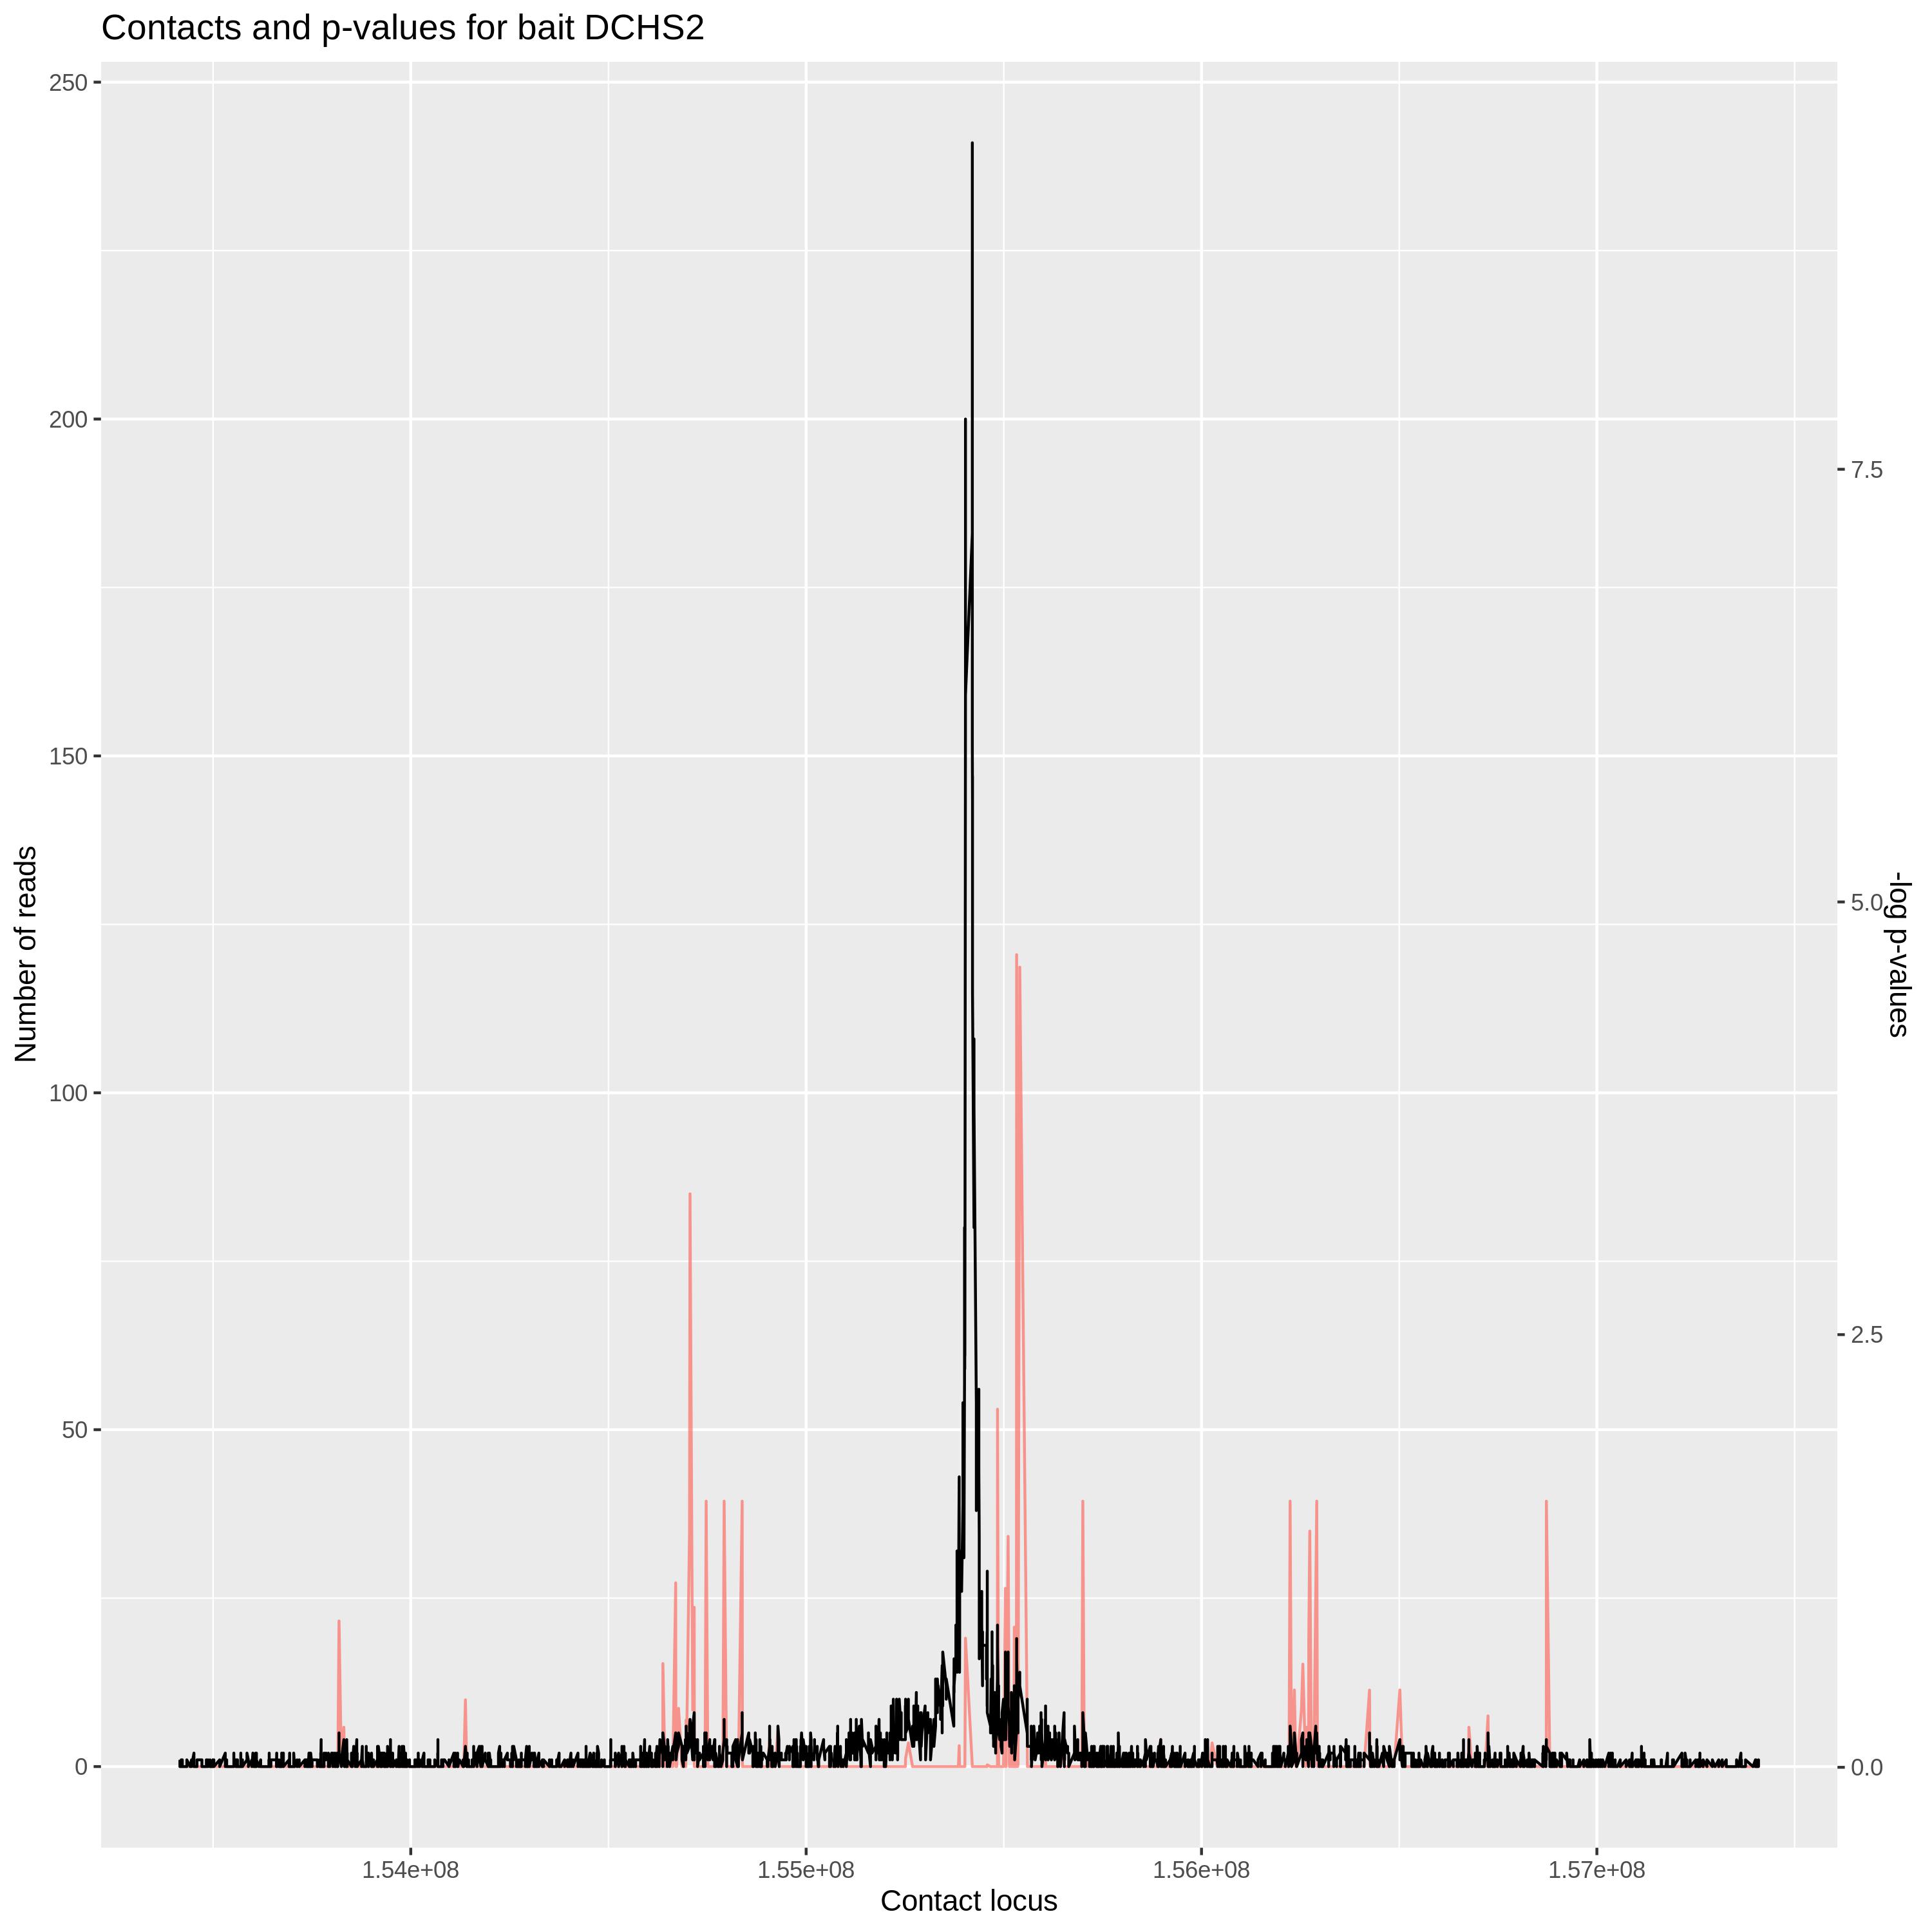 Contacts and p-values for bait DCHS2
250
200
150
100
50
0
Number of reads
7.5
5.0
2.5
0.0
-log p-values
1.54e+08
1.55e+08
1.56e+08
1.57e+08
Contact locus